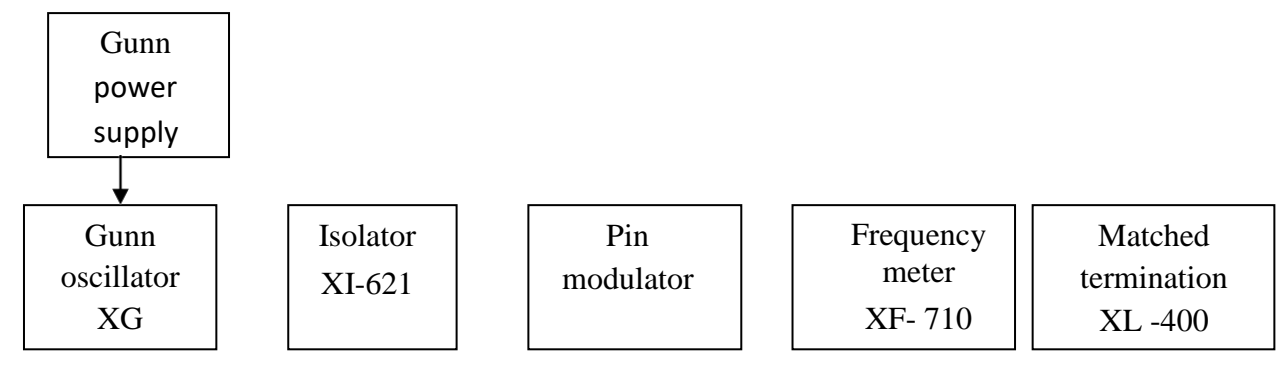 Gunn
power
supply
Gunn
oscillator
XG
Isolator
XI-621
Pin
modulator
Frequency
meter
XF- 710
Matched
termination
XL -400